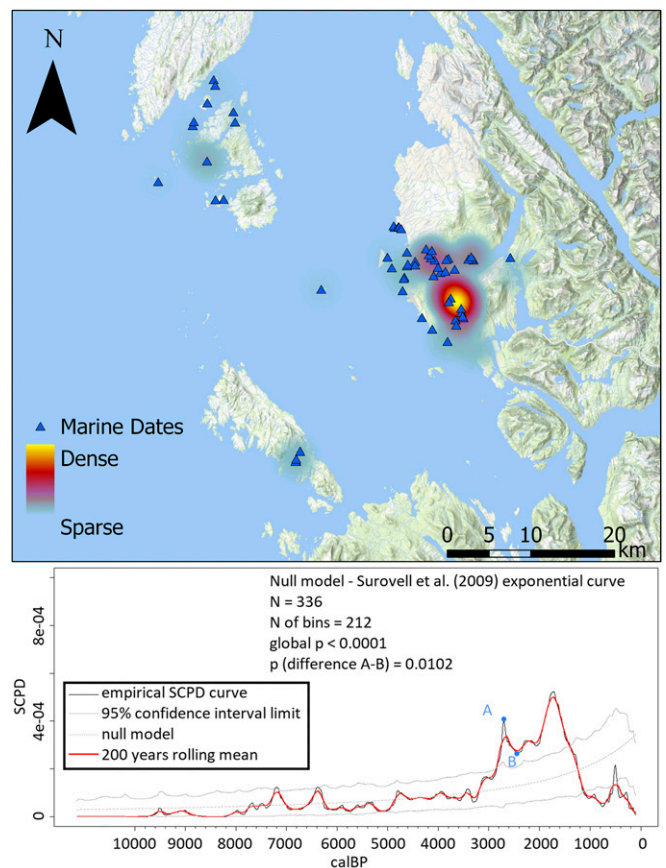 N
Marine Dates
Dense
Sparse
0 5 10 20
km
Null model - Surovell et al. (2009) exponential curve
N = 336
N of bins = 212
global p < 0.0001
p (difference A-B) = 0.0102
8e-04
SCPD
4e-04
0
empirical SCPD curve
95% confidence interval limit
null model
200 years rolling mean
A
B
10000 9000 8000 7000 6000 5000 4000 3000 2000 1000 0
calBP